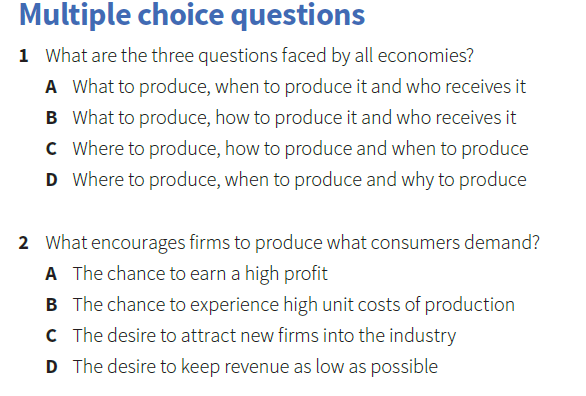 Multiple choice questions
1 What are the three questions faced by all economies?
A What to produce, when to produce it and who receives it
B What to produce, how to produce it and who receives it
C Where to produce, how to produce and when to produce
D Where to produce, when to produce and why to produce
2 What encourages firms to produce what consumers demand?
A The chance to earn a high profit
B The chance to experience high unit costs of production
C The desire to attract new firms into the industry
D The desire to keep revenue as low as possible